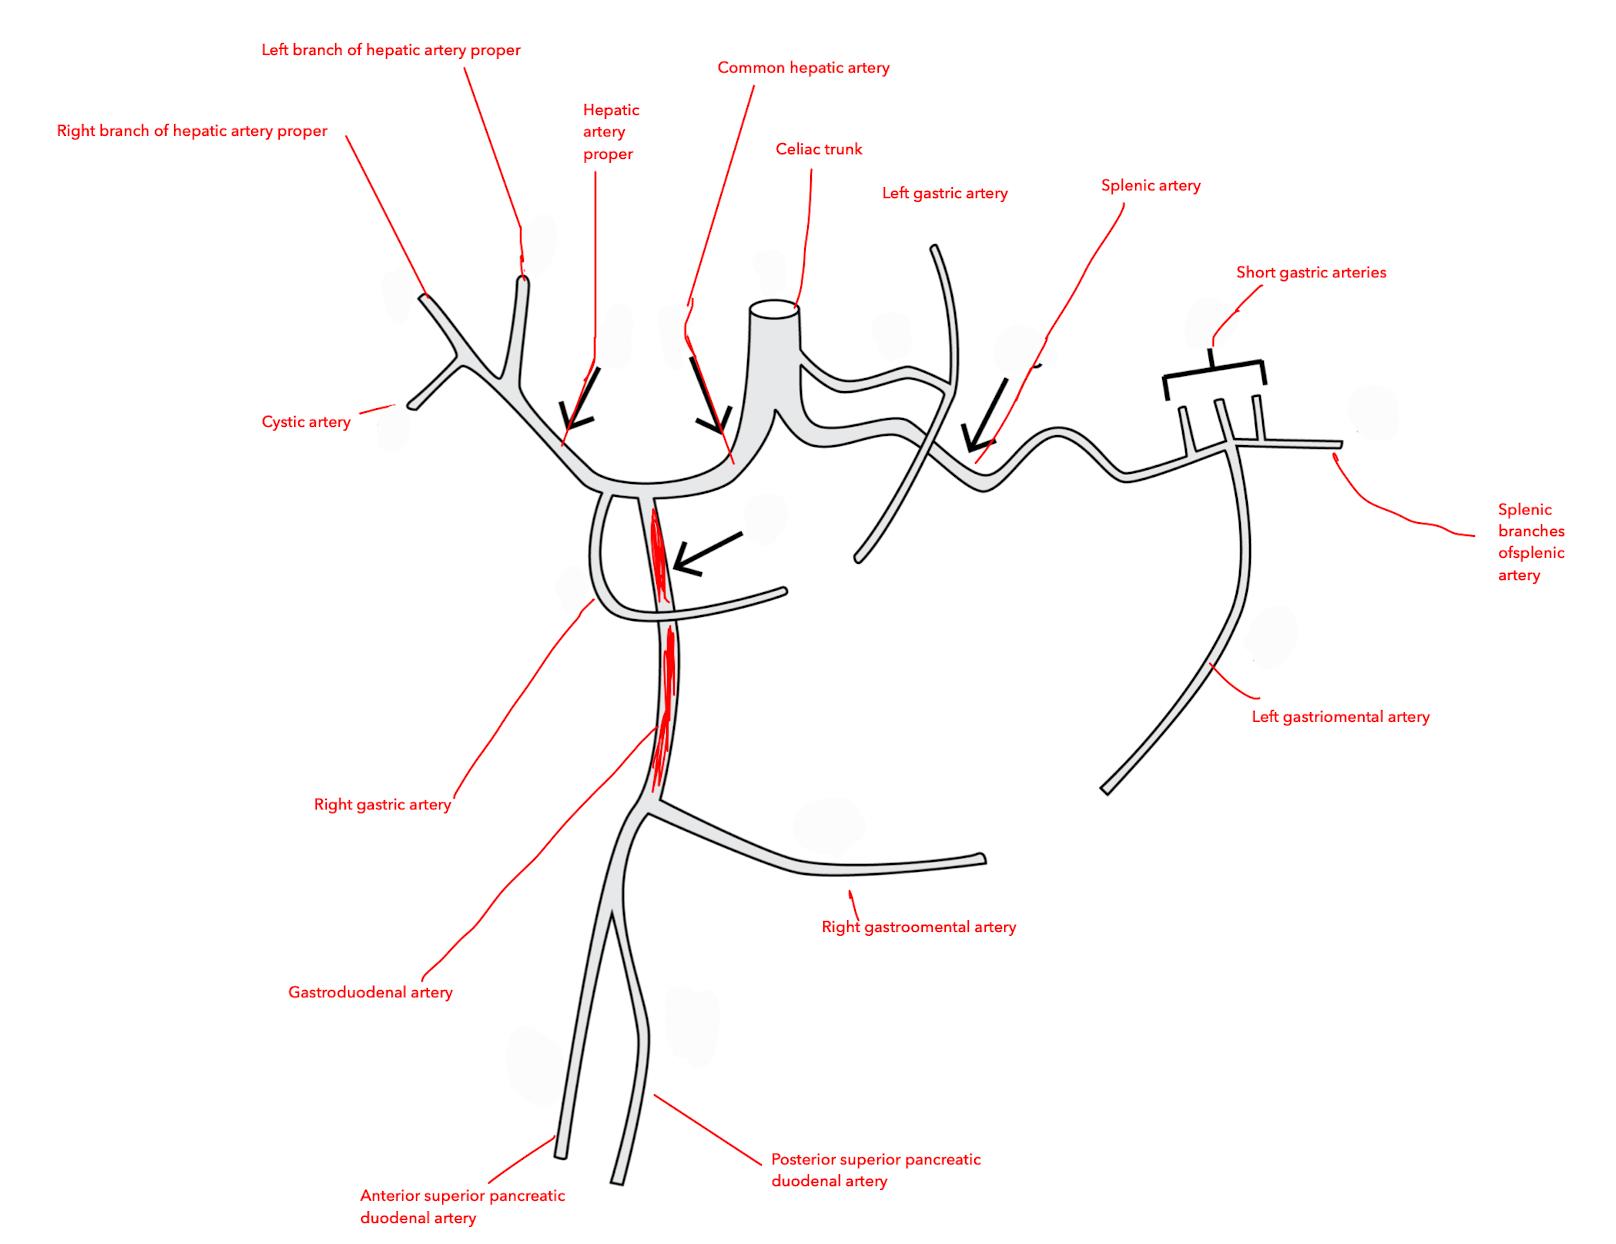 Left branch of hepatic artery proper
Common hepatic artery
Hepatic
artery
proper
Right branch of hepatic artery proper
Celiac trunk
Left gastric artery
Splenic artery
Short gastric arteries
Cystic artery
Splenic
branches
ofsplenic
artery
Left gastriomental artery
Right gastric artery
Right gastroomental artery
Gastroduodenal artery
Posterior superior pancreatic
duodenal artery
Anterior superior pancreatic
duodenal artery